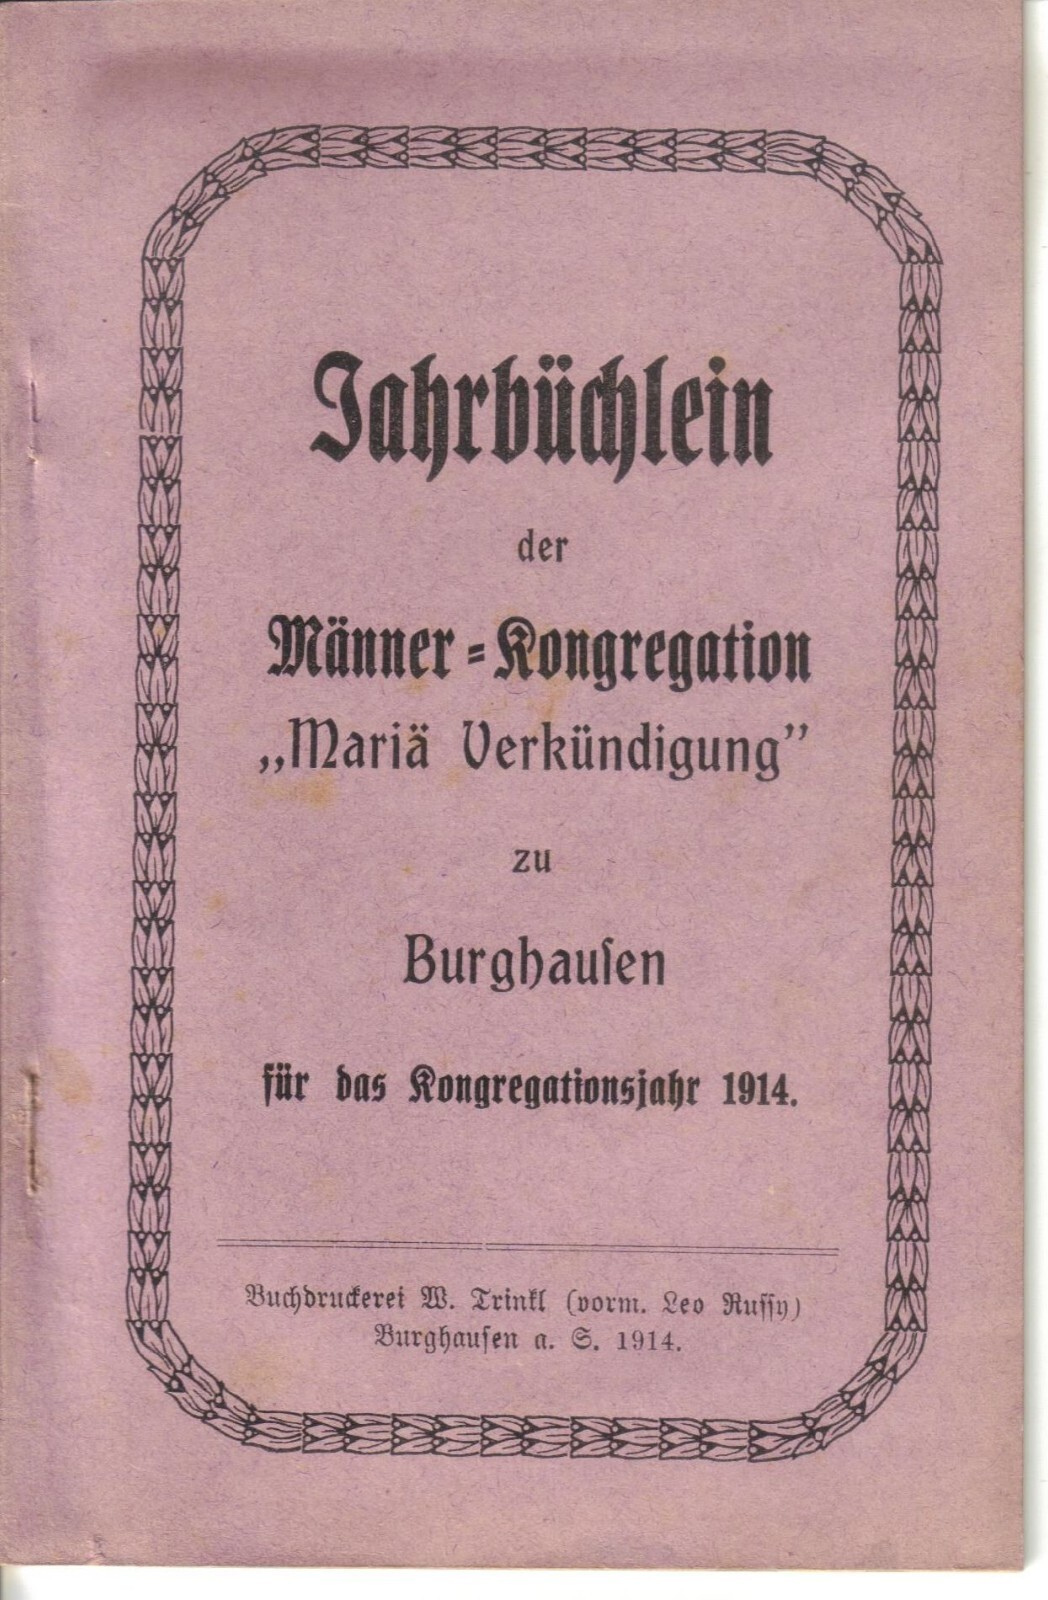 Jahrbüchlein
der
Männer=Kongregation
„Mariä Verkündigung”
zu
Burghauſen
für das Kongregationsjahr 1914.
Buchdruckerei W. Trinkl (vorm. Leo Ruſſy)
Burghauſen a. S. 1914.